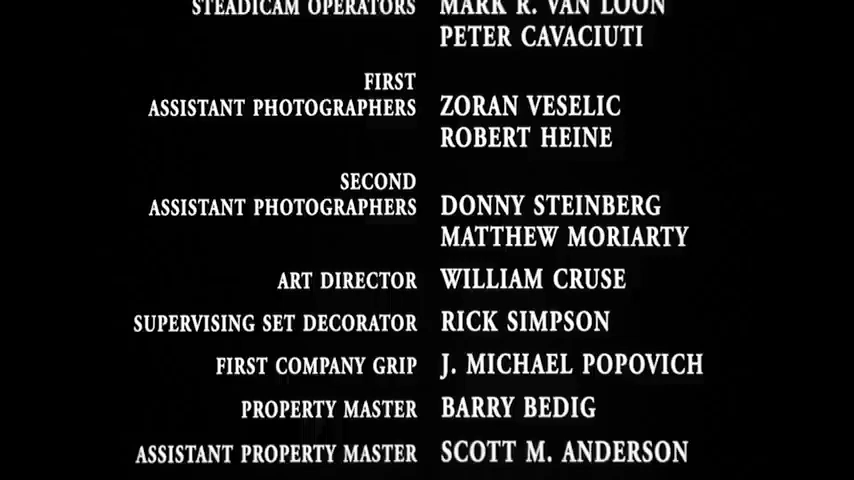 STEADICAM OPERATORS MARK R. VAN LOON
PETER CAVACIUTI
FIRST
ASSISTANT PHOTOGRAPHERS ZORAN VESELIC
ROBERT HEINE
SECOND
ASSISTANT PHOTOGRAPHERS DONNY STEINBERG
MATTHEW MORIARTY
ART DIRECTOR WILLIAM CRUSE
SUPERVISING SET DECORATOR RICK SIMPSON
FIRST COMPANY GRIP J. MICHAEL POPOVICH
PROPERTY MASTER BARRY BEDIG
ASSISTANT PROPERTY MASTER SCOTT M. ANDERSON